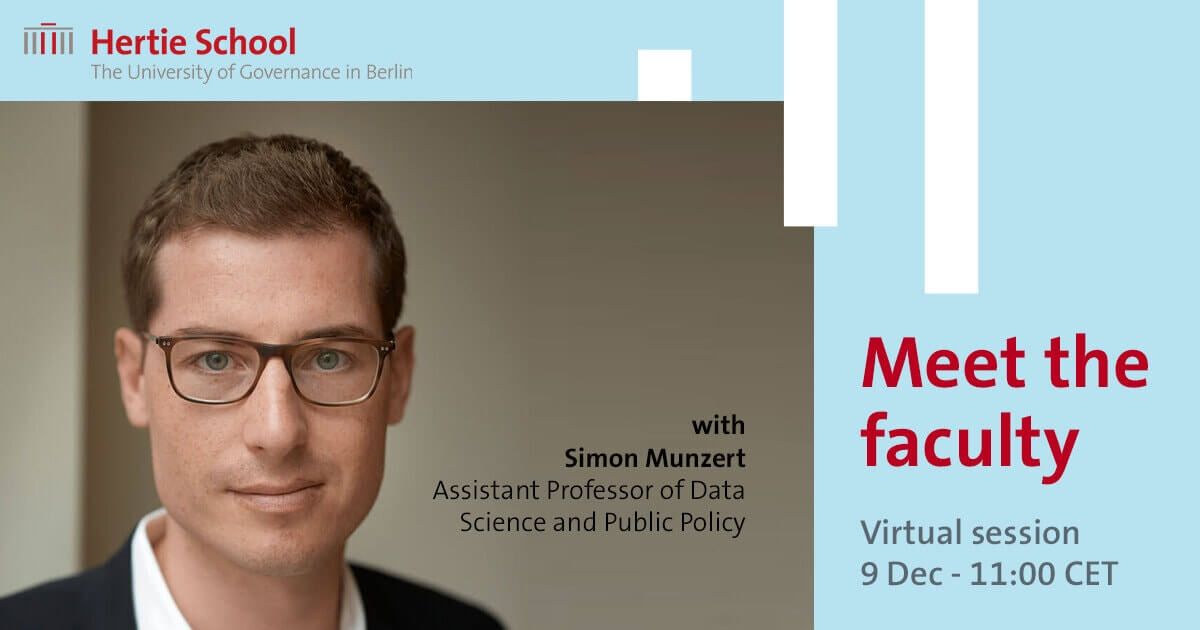 Hertie School
The University of Governance in Berlin
with
Simon Munzert
Assistant Professor of Data
Science and Public Policy
Meet the
faculty
Virtual session
9 Dec - 11:00 CET